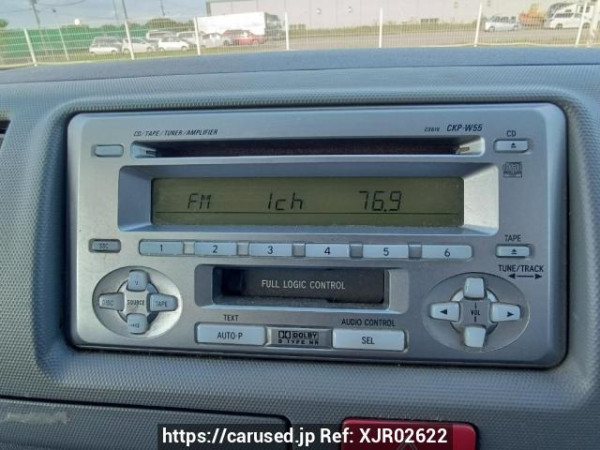 CD/TAPE/TUNER/AMPLIFIER
CKP-W55
CD
FM 1ch 76.9
TAPE
1 2 3 4 5 6
TUNE/TRACK
FULL LOGIC CONTROL
DISC SOURCE TAPE
VOL
TEXT
AUDIO CONTROL
AUTO·P
DOLBY
B TYPE NR
SEL
https://carused.jp Ref: XJR02622